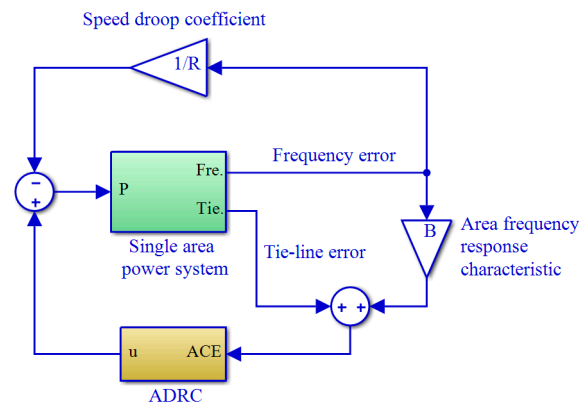 Speed droop coefficient
1/R
Frequency error
Fre.
P
Tie.
−
+
Single area
power system
Tie-line error
B
Area frequency
response
characteristic
+ +
u
ACE
ADRC